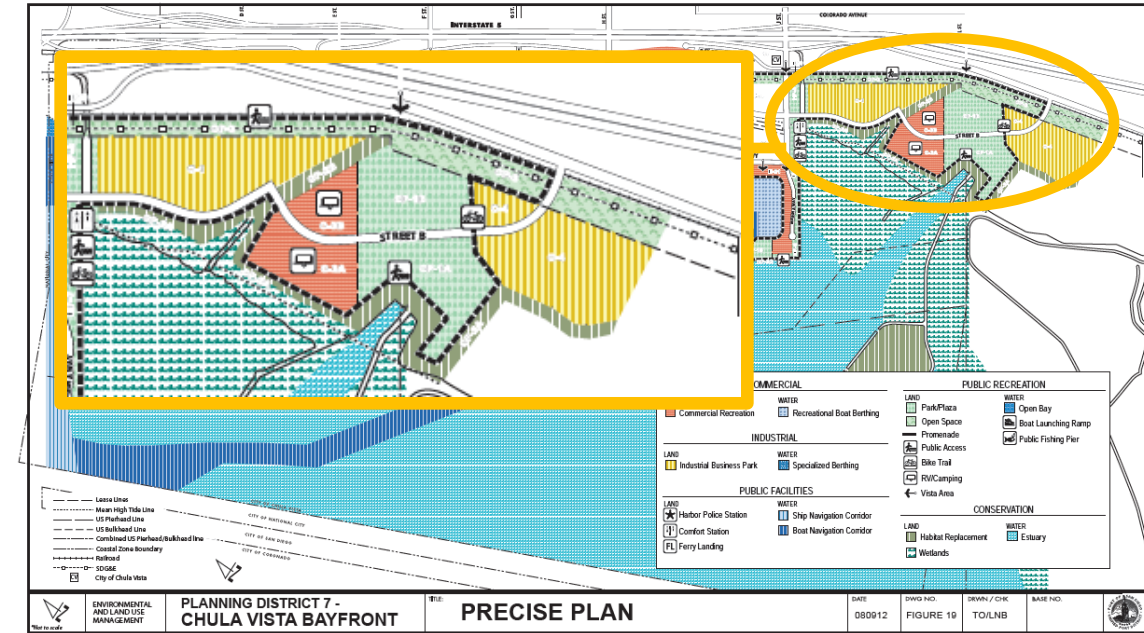 INTERSTATE 5
COLORADO AVENUE
J ST.
CV
STREET B
STREET B
COMMERCIAL
WATER
Commercial Recreation
Recreational Boat Berthing
INDUSTRIAL
LAND
WATER
Industrial Business Park
Specialized Berthing
PUBLIC FACILITIES
LAND
WATER
Harbor Police Station
Ship Navigation Corridor
Comfort Station
Boat Navigation Corridor
FL Ferry Landing
PUBLIC RECREATION
LAND
WATER
Park/Plaza
Open Bay
Open Space
Boat Launching Ramp
Promenade
Public Fishing Pier
Public Access
Bike Trail
RV/Camping
Vista Area
CONSERVATION
LAND
WATER
Habitat Replacement
Estuary
Wetlands
Lease Lines
Mean High Tide Line
US Pierhead Line
US Bulkhead Line
Combined US Pierhead/Bulkhead line
Coastal Zone Boundary
Railroad
SDG&E
CV City of Chula Vista
CITY OF NATIONAL CITY
CITY OF SAN DIEGO
CITY OF CORONADO
*Not to scale
ENVIRONMENTAL
AND LAND USE
MANAGEMENT
PLANNING DISTRICT 7 -
CHULA VISTA BAYFRONT
TITLE:
PRECISE PLAN
DATE
080912
DWG NO.
FIGURE 19
DRWN / CHK
TO/LNB
BASE NO.